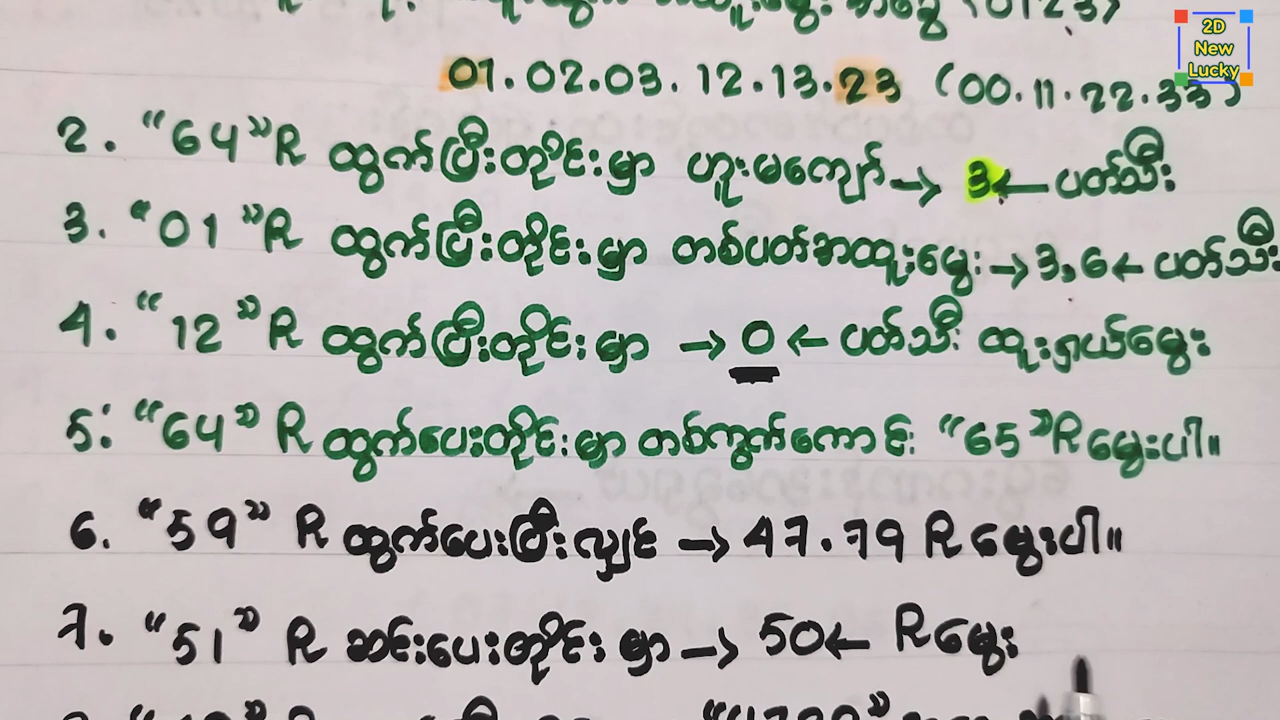 (0123)
01.02.03.12.13.23 (00.11.22.33)
2. “64”R ထွက်ပြီးတိုင်းမှာ ဟူးမကျော်→ 3← ပတ်သီး
3. “01”R ထွက်ပြီးတိုင်းမှာ တစ်ပတ်အထူးမွေး→3,6← ပတ်သီး
4. “12”R ထွက်ပြီးတိုင်းမှာ →0← ပတ်သီး ထူးရှယ်မွေး
5. “64” R ထွက်ပေးတိုင်းမှာ တစ်ကွက်ကောင်း “65”R မွေးပါ။
6. “59” R ထွက်ပေးပြီးလျှင် →47.79 R မွေးပါ။
7. “51” R ဆင်းပေးတိုင်းမှာ→ 50← R မွေး
2D
New
Lucky